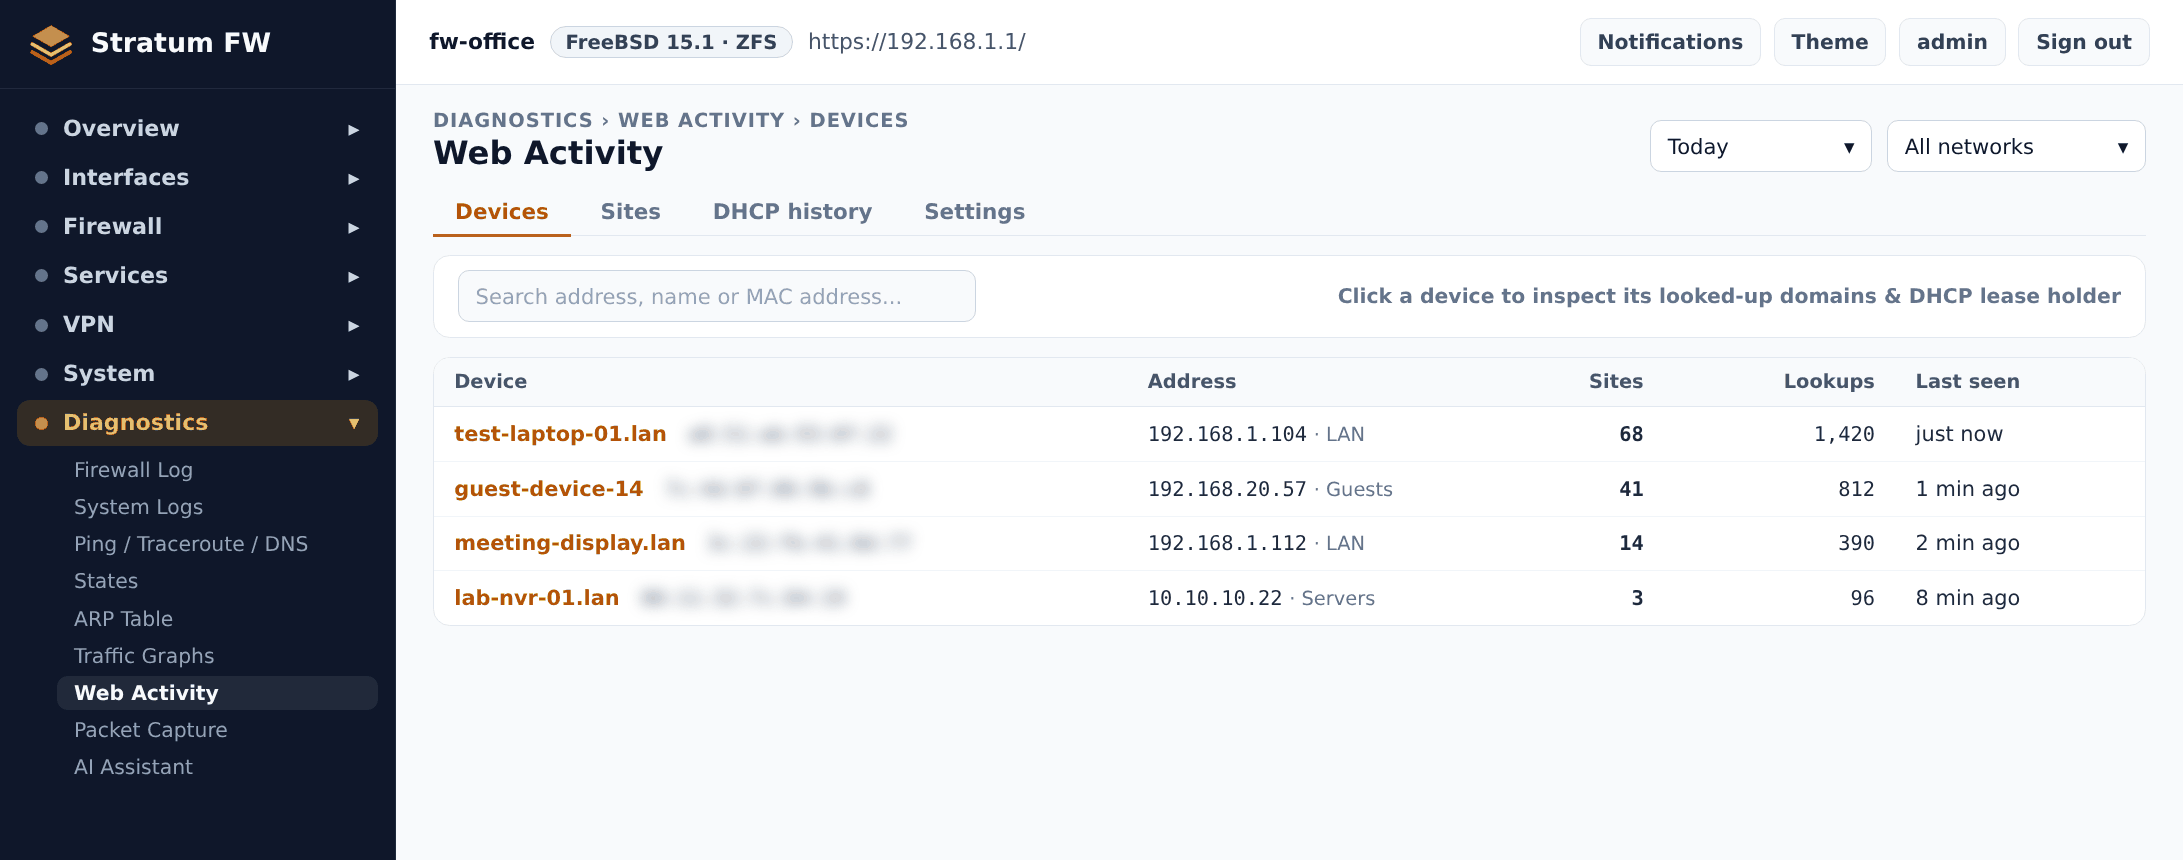 Stratum FW
fw-office FreeBSD 15.1 · ZFS https://192.168.1.1/ Notifications Theme admin Sign out
Overview ▶
Interfaces ▶
Firewall ▶
Services ▶
VPN ▶
System ▶
Diagnostics ▼
Firewall Log
System Logs
Ping / Traceroute / DNS
States
ARP Table
Traffic Graphs
Web Activity
Packet Capture
AI Assistant
DIAGNOSTICS › WEB ACTIVITY › DEVICES
Web Activity
Today ▼ All networks ▼
Devices Sites DHCP history Settings
Search address, name or MAC address... Click a device to inspect its looked-up domains & DHCP lease holder
Device Address Sites Lookups Last seen
test-laptop-01.lan 192.168.1.104 · LAN 68 1,420 just now
guest-device-14 192.168.20.57 · Guests 41 812 1 min ago
meeting-display.lan 192.168.1.112 · LAN 14 390 2 min ago
lab-nvr-01.lan 10.10.10.22 · Servers 3 96 8 min ago